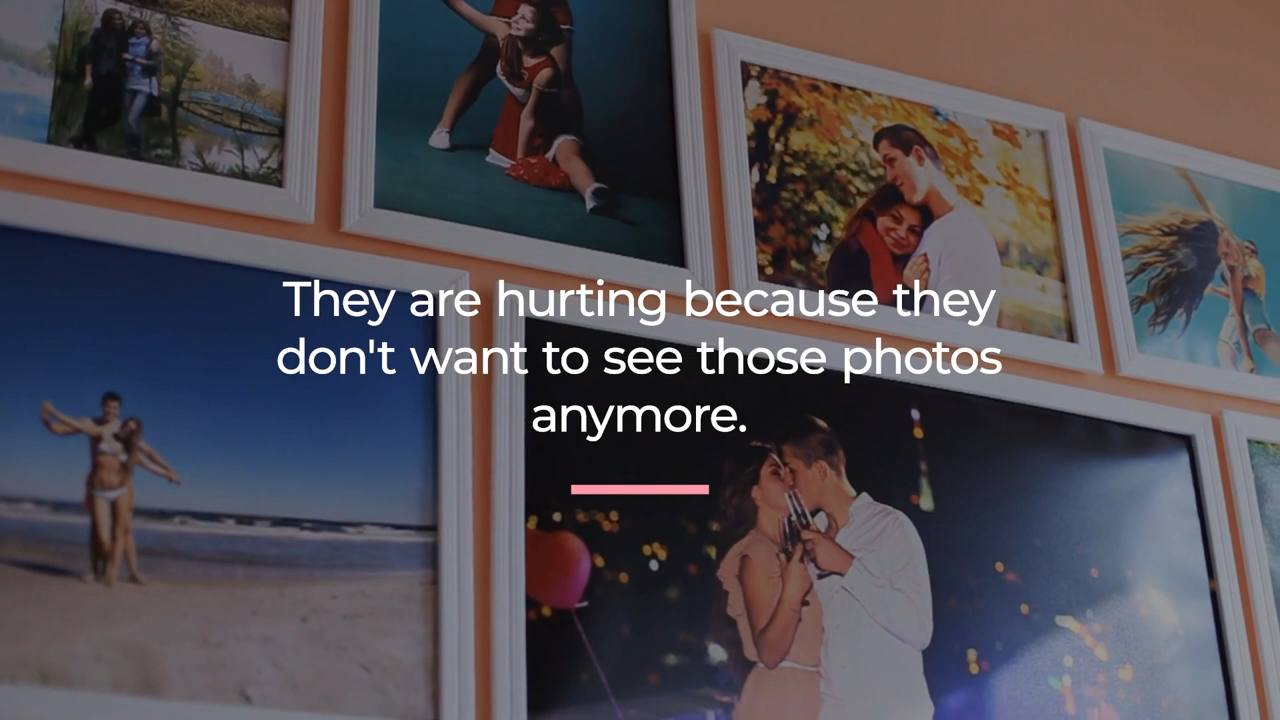 They are hurting because they
don't want to see those photos
anymore.